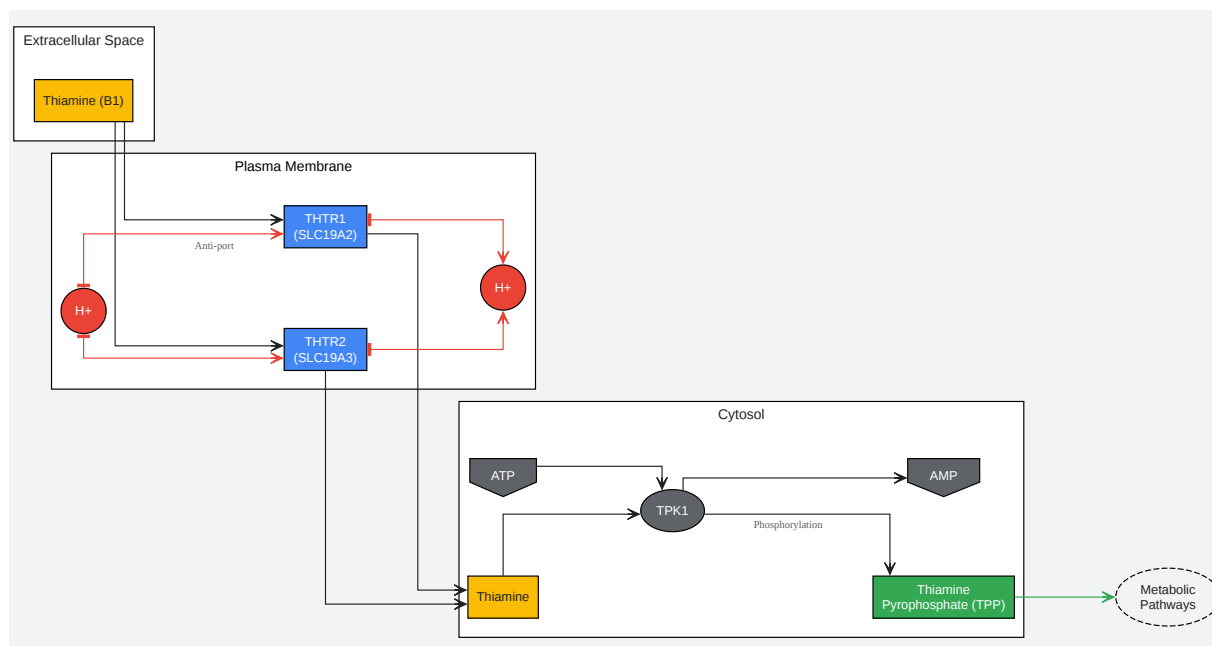 Extracellular Space
Thiamine (B1)
Plasma Membrane
THTR1
(SLC19A2)
Anti-port
H+
H+
THTR2
(SLC19A3)
Cytosol
ATP
AMP
TPK1
Phosphorylation
Thiamine
Thiamine
Pyrophosphate (TPP)
Metabolic
Pathways